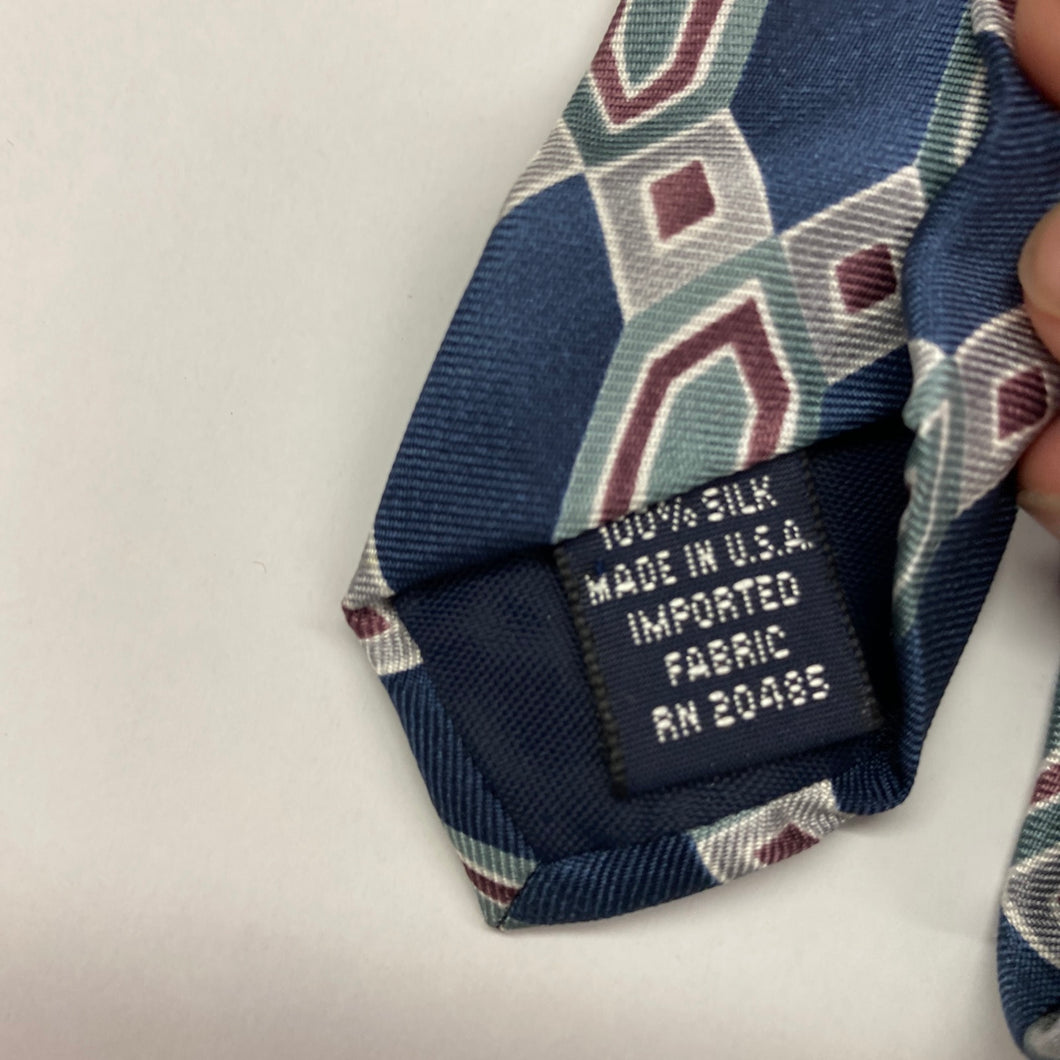 100% SILK
MADE IN U.S.A.
IMPORTED
FABRIC
RN 20485